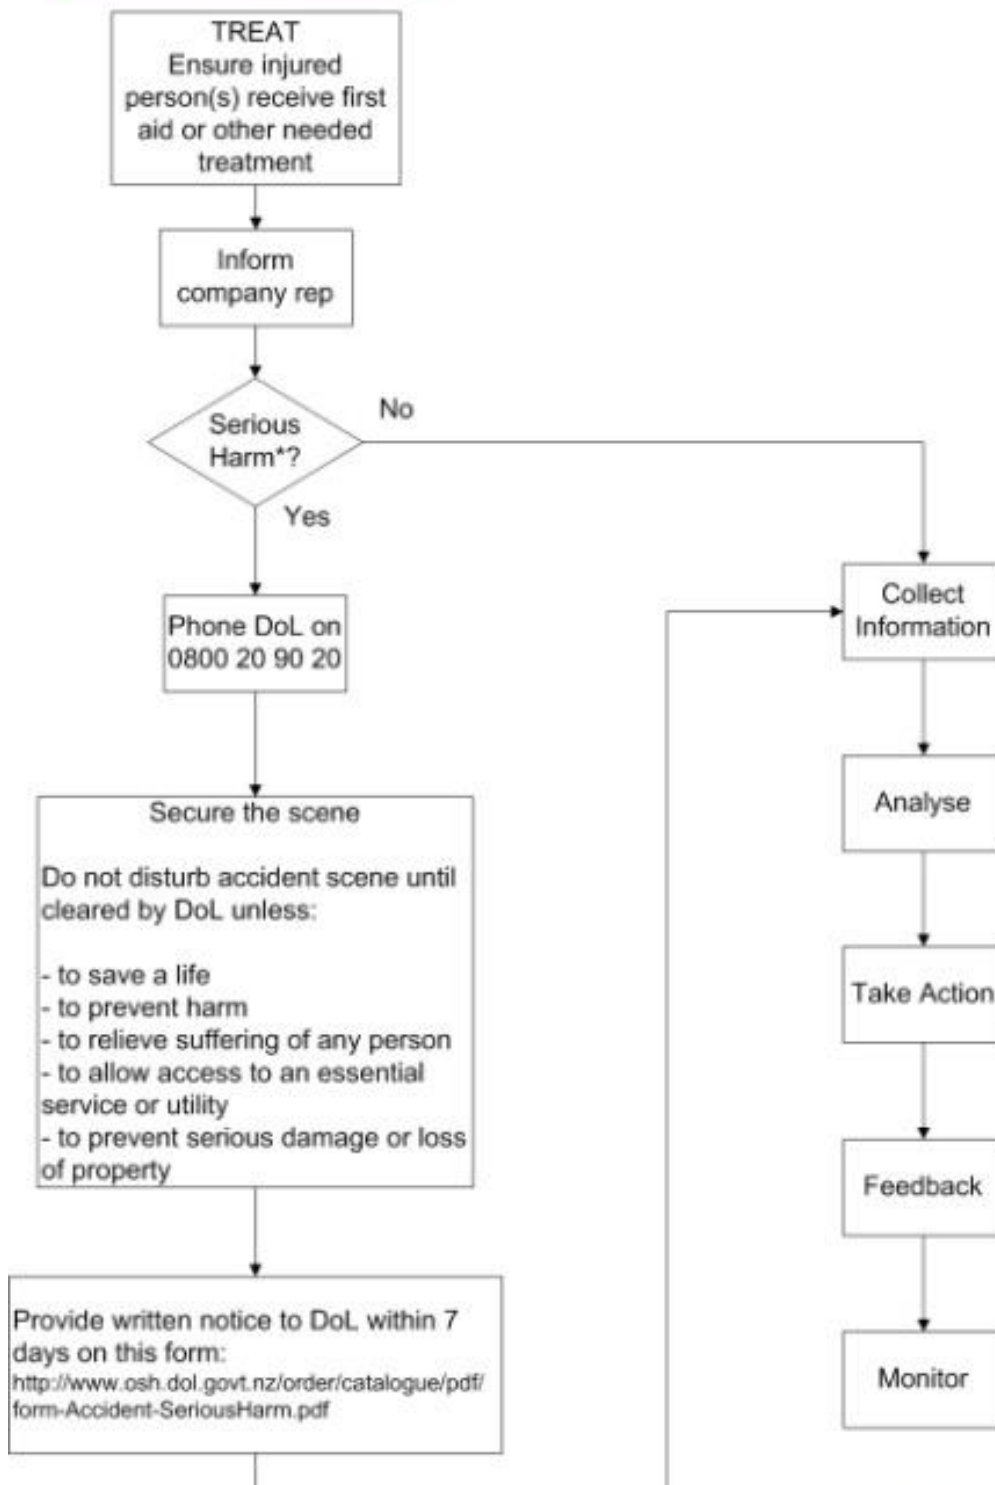 TREAT
Ensure injured
person(s) receive first
aid or other needed
treatment
Inform
company rep
Serious
Harm*?
No
Yes
Phone DoL on
0800 20 90 20
Secure the scene
Do not disturb accident scene until
cleared by DoL unless:
- to save a life
- to prevent harm
- to relieve suffering of any person
- to allow access to an essential
service or utility
- to prevent serious damage or loss
of property
Provide written notice to DoL within 7
days on this form:
http://www.osh.dol.govt.nz/order/catalogue/pdf/
form-Accident-SeriousHarm.pdf
Collect
Information
Analyse
Take Action
Feedback
Monitor